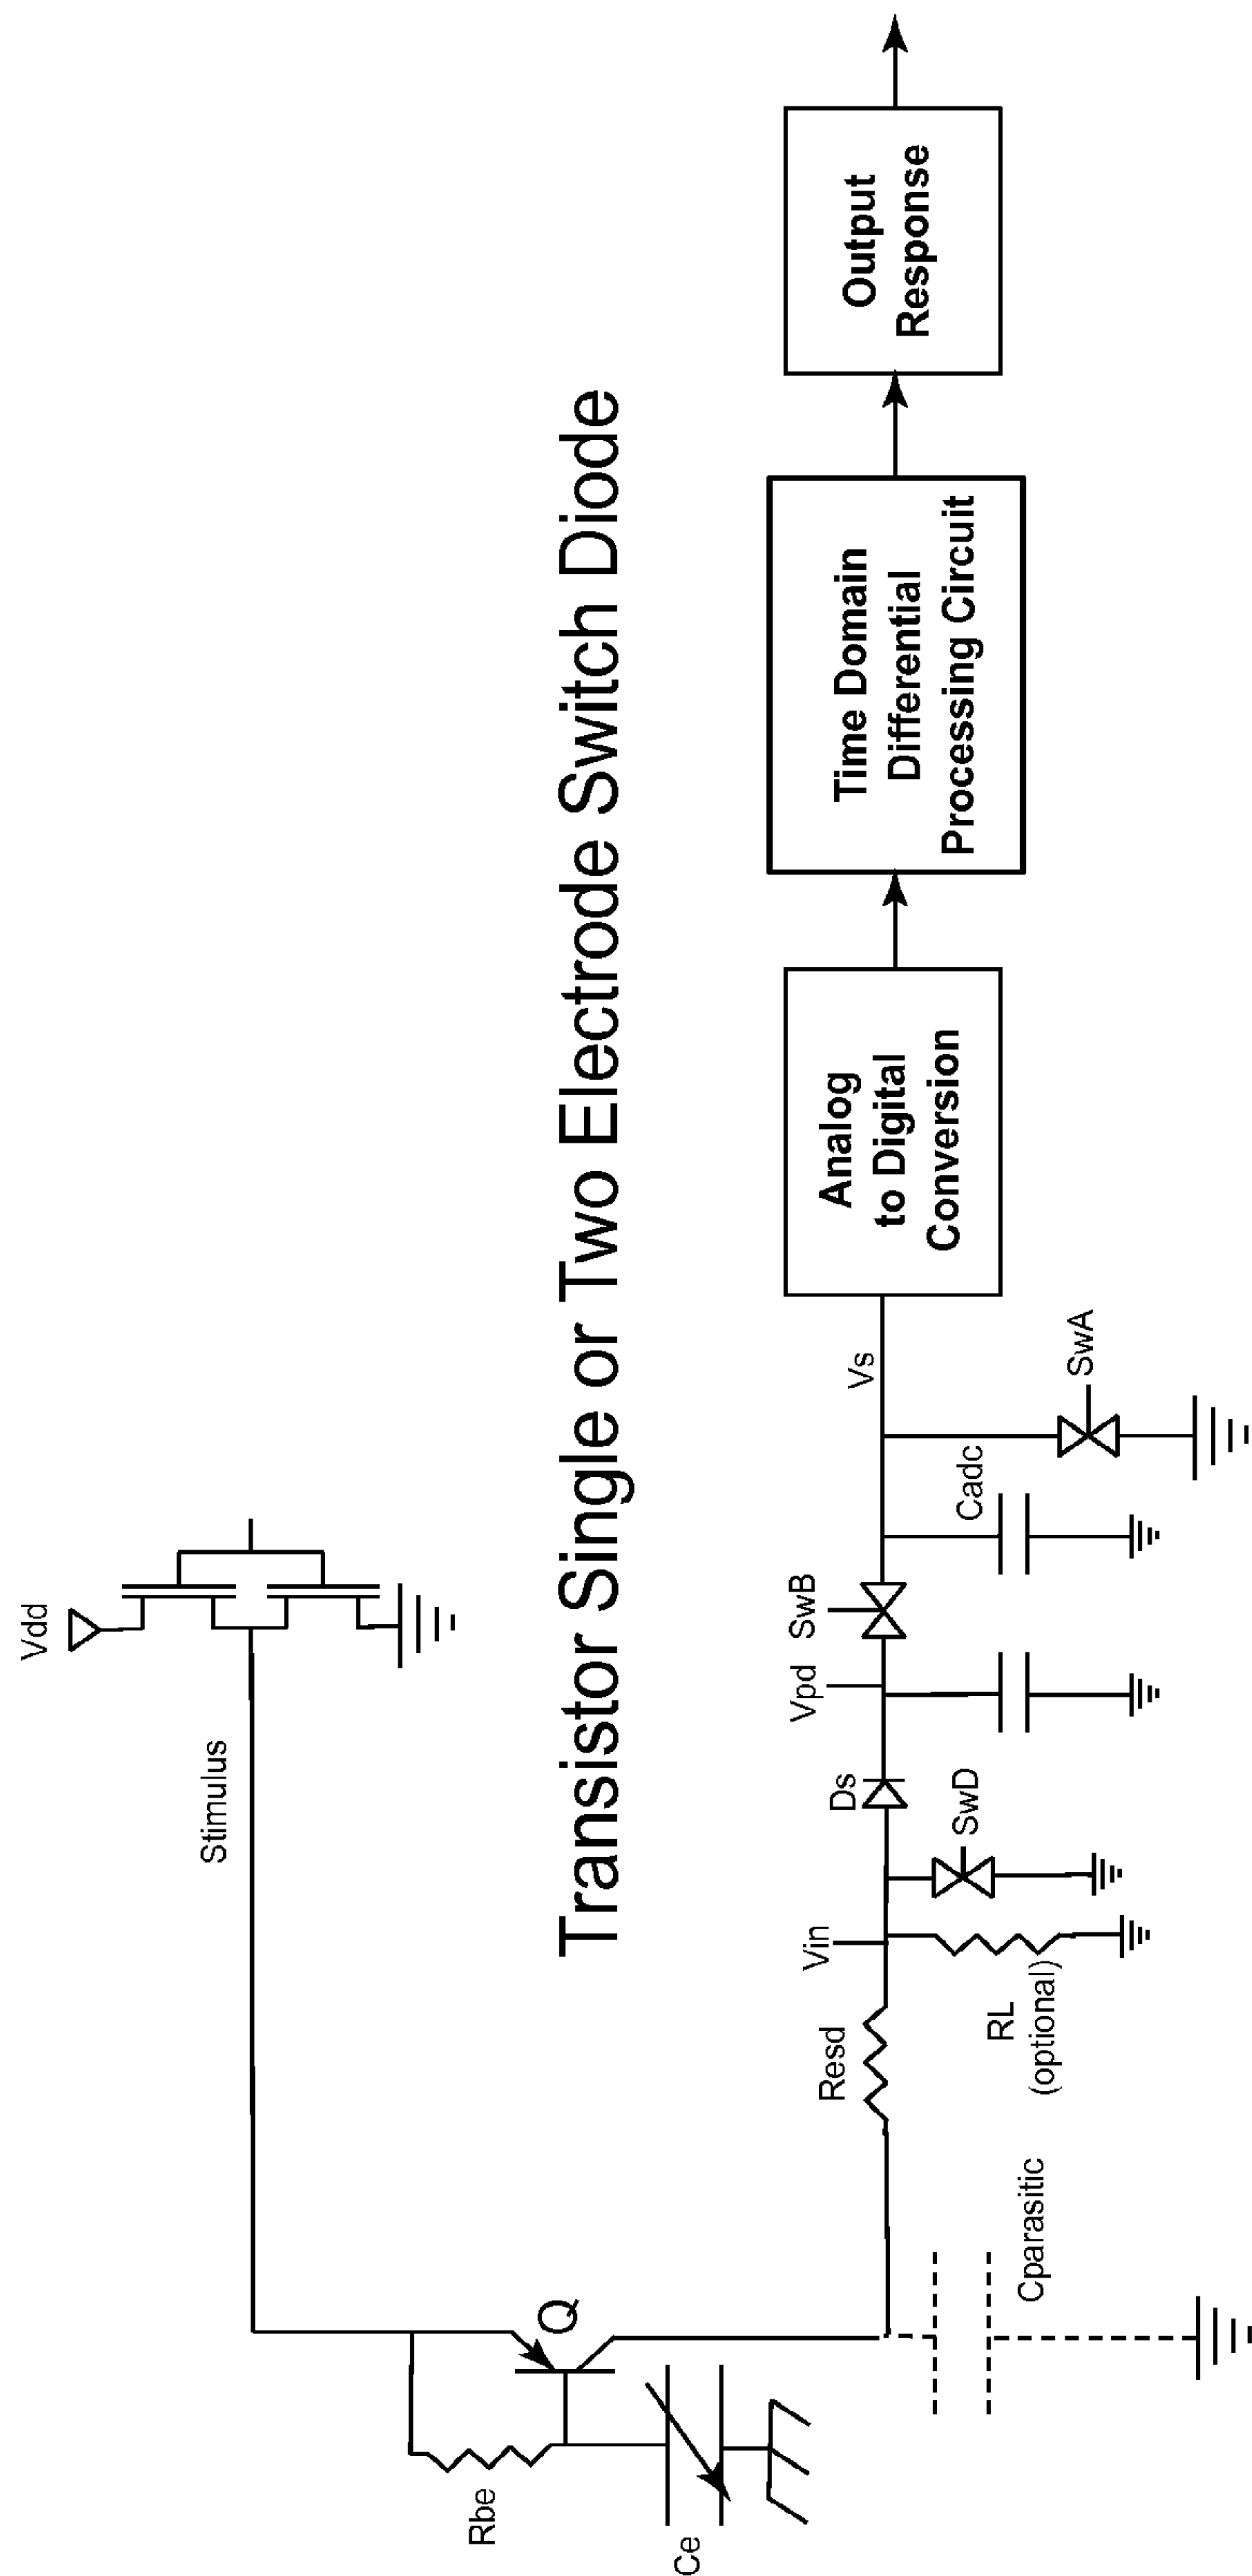 Vdd
Stimulus
Q
Rbe
Ce
Transistor Single or Two Electrode Switch Diode
Resd
Vin
Ds
Vpd
SwB
Vs
Cparasitic
RL
(optional)
SwD
Cadc
SwA
Analog
to Digital
Conversion
Time Domain
Differential
Processing Circuit
Output
Response